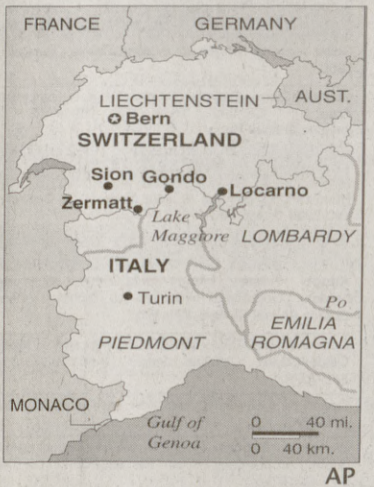 FRANCE
GERMANY
LIECHTENSTEIN
AUST.
Bern
SWITZERLAND
Sion
Gondo
Locarno
Zermatt
Lake
Maggiore
LOMBARDY
ITALY
Turin
Po
PIEDMONT
EMILIA
ROMAGNA
MONACO
Gulf of
Genoa
0 40 mi.
0 40 km.
AP